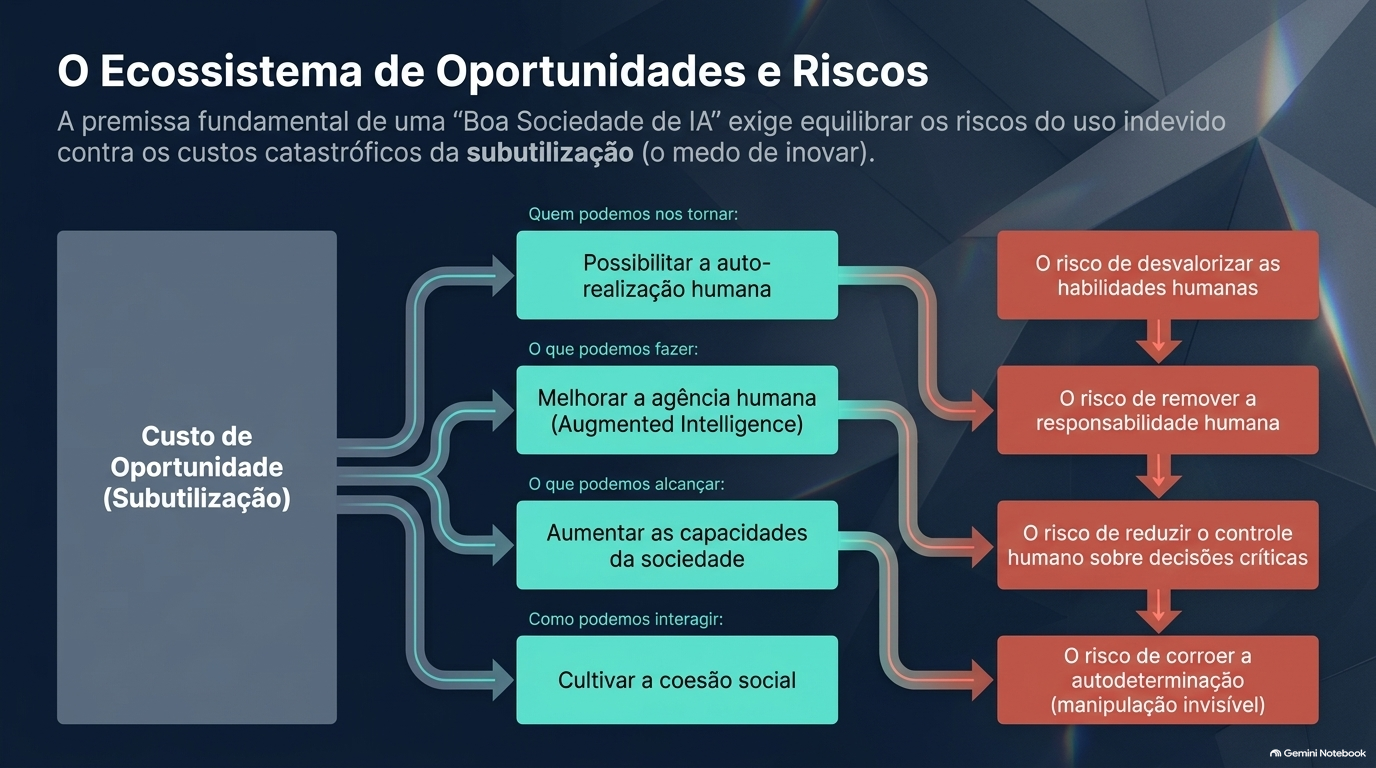 O Ecossistema de Oportunidades e Riscos
A premissa fundamental de uma “Boa Sociedade de IA” exige equilibrar os riscos do uso indevido
contra os custos catastróficos da subutilização (o medo de inovar).
Custo de
Oportunidade
(Subutilização)
Quem podemos nos tornar:
Possibilitar a auto-
realização humana
O que podemos fazer:
Melhorar a agência humana
(Augmented Intelligence)
O que podemos alcançar:
Aumentar as capacidades
da sociedade
Como podemos interagir:
Cultivar a coesão social
O risco de desvalorizar as
habilidades humanas
O risco de remover a
responsabilidade humana
O risco de reduzir o controle
humano sobre decisões críticas
O risco de corroer a
autodeterminação
(manipulação invisível)
Gemini Notebook